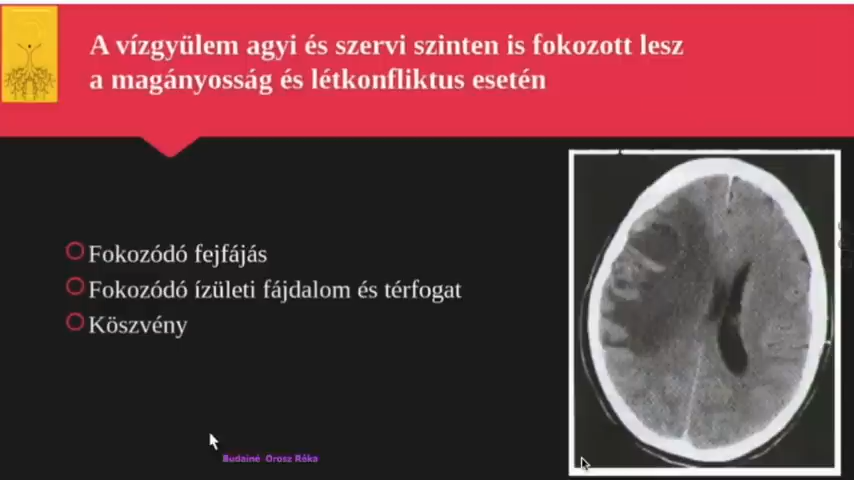 A vízgyülem agyi és szervi szinten is fokozott lesz
a magányosság és létkonfliktus esetén
Fokozódó fejfájás
Fokozódó ízületi fájdalom és térfogat
Köszvény
Budainé Orosz Réka